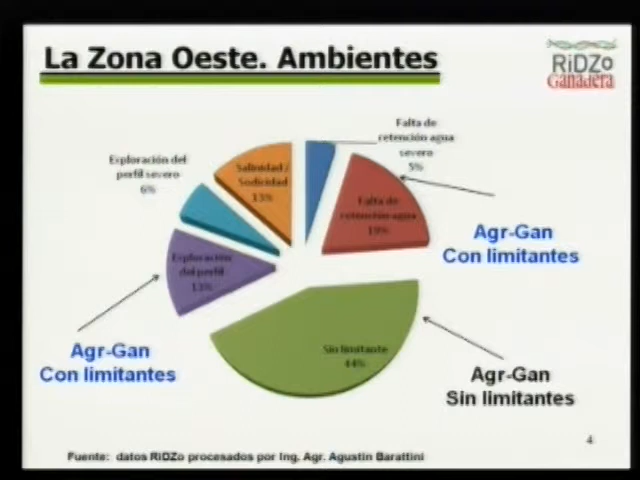 La Zona Oeste. Ambientes
RiDZo
Ganadera
Falta de
retención agua
severo
5%
Exploración del
perfil severo
6%
Salinidad /
Sodicidad
13%
Falta de
retención agua
19%
Agr-Gan
Con limitantes
Exploración
del perfil
13%
Agr-Gan
Con limitantes
Sin limitante
44%
Agr-Gan
Sin limitantes
4
Fuente: datos RiDZo procesados por Ing. Agr. Agustin Barattini